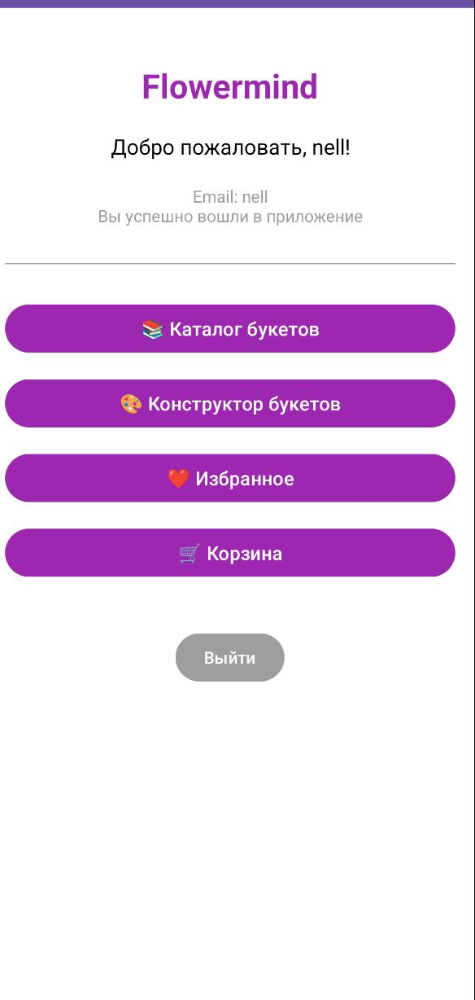 Flowermind
Добро пожаловать, nell!
Email: nell
Вы успешно вошли в приложение
📚 Каталог букетов
🎨 Конструктор букетов
❤️ Избранное
🛒 Корзина
Выйти